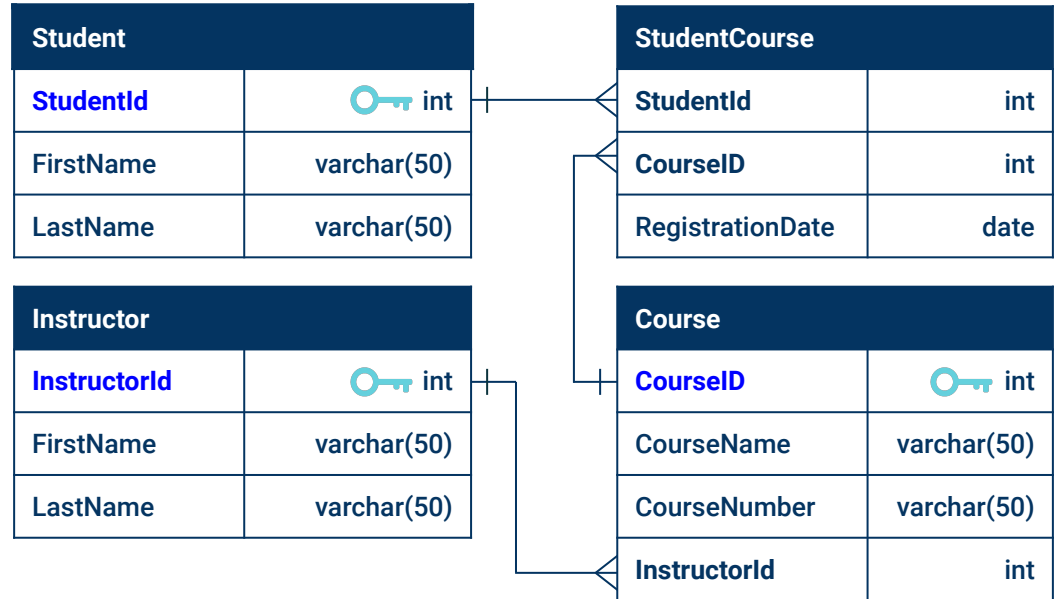 Student
StudentId int
FirstName varchar(50)
LastName varchar(50)
StudentCourse
StudentId int
CourseID int
RegistrationDate date
Instructor
InstructorId int
FirstName varchar(50)
LastName varchar(50)
Course
CourseID int
CourseName varchar(50)
CourseNumber varchar(50)
InstructorId int